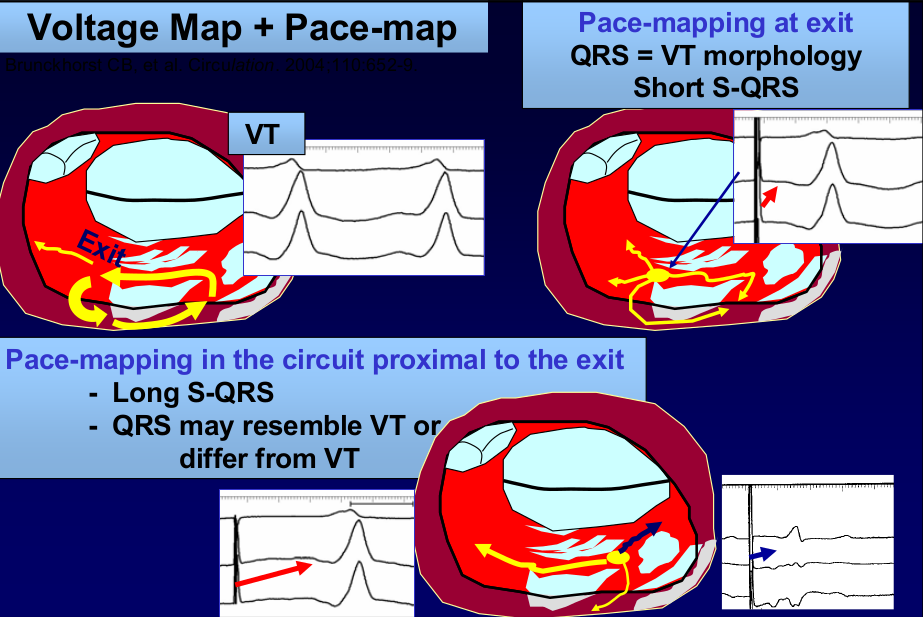 Voltage Map + Pace-map
Brunckhorst CB, et al, Circulation. 2004;110:652-9
Pace-mapping at exit
QRS = VT morphology
Short S-QRS
VT
Exit
Pace-mapping in the circuit proximal to the exit
- Long S-QRS
- QRS may resemble VT or
differ from VT